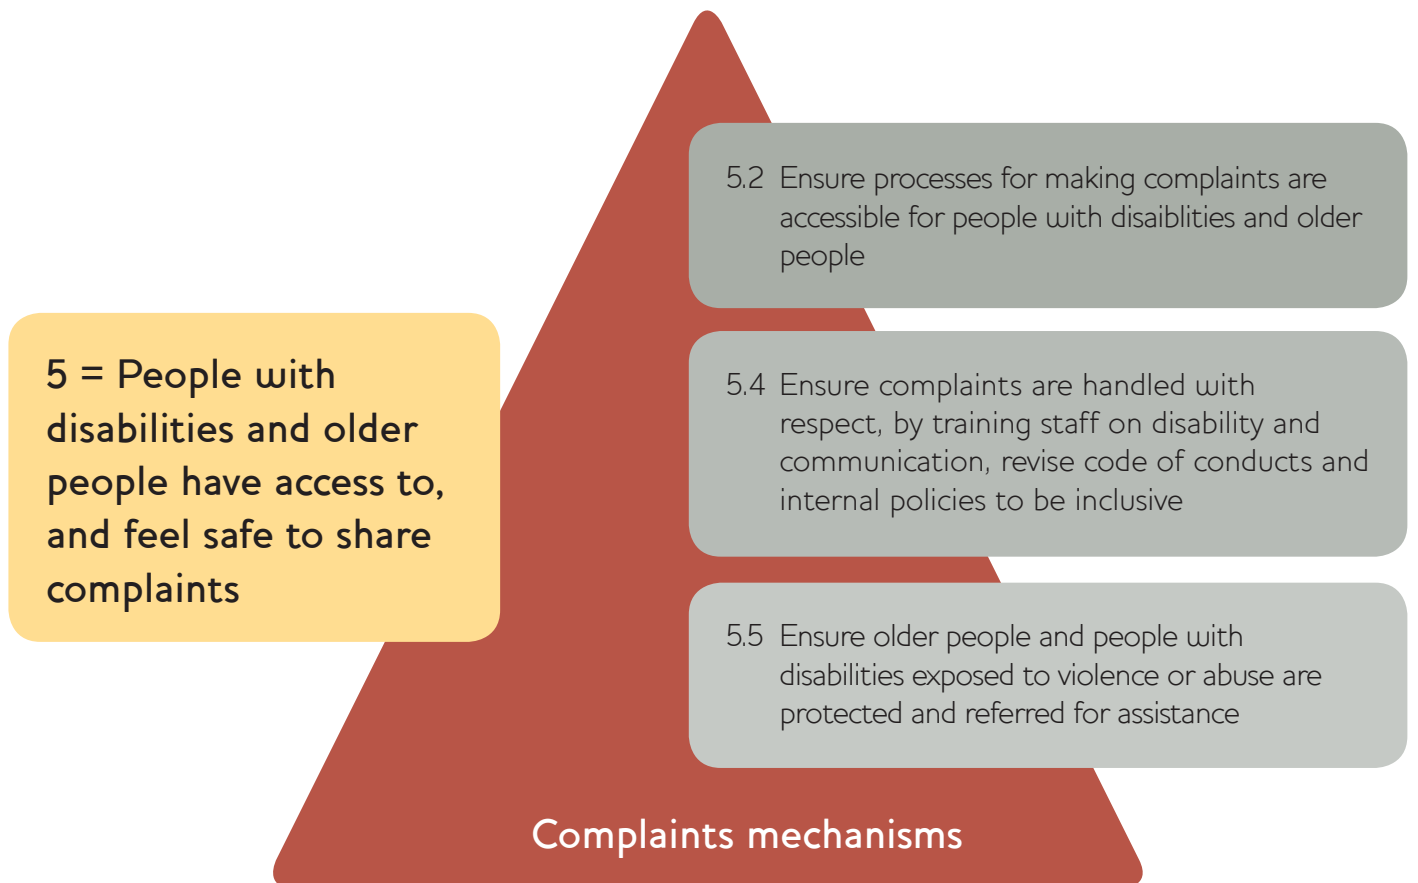 5.2 Ensure processes for making complaints are
accessible for people with disaiblities and older
people
5 = People with
disabilities and older
people have access to,
and feel safe to share
complaints
5.4 Ensure complaints are handled with
respect, by training staff on disability and
communication, revise code of conducts and
internal policies to be inclusive
5.5 Ensure older people and people with
disabilities exposed to violence or abuse are
protected and referred for assistance
Complaints mechanisms